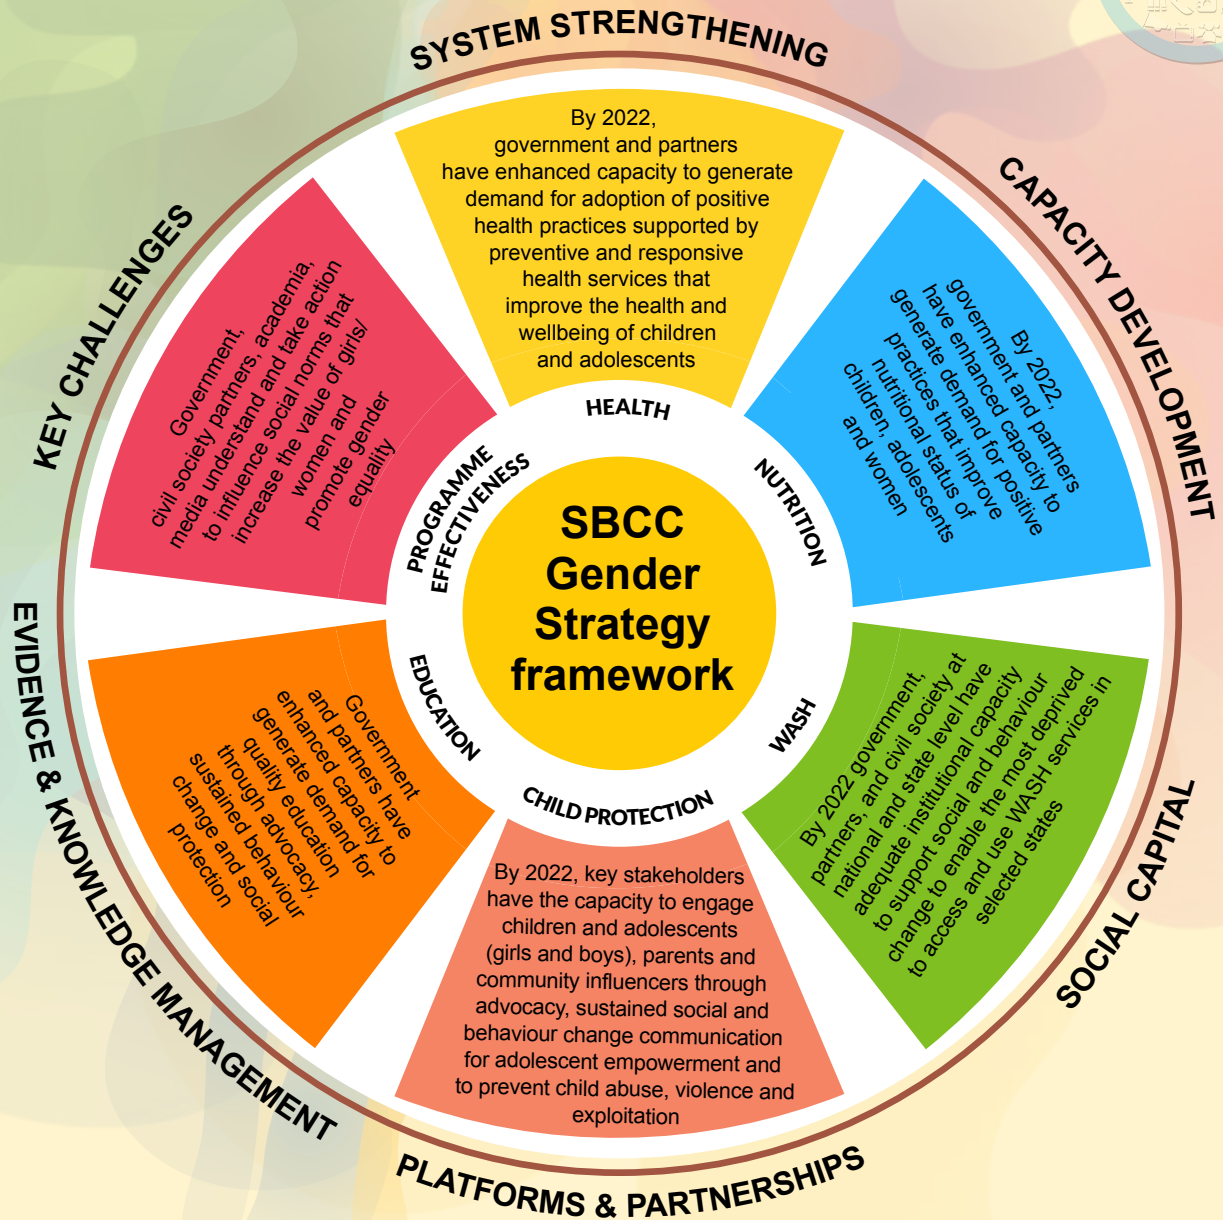 SYSTEM STRENGTHENING
CAPACITY DEVELOPMENT
SOCIAL CAPITAL
PLATFORMS & PARTNERSHIPS
EVIDENCE & KNOWLEDGE MANAGEMENT
KEY CHALLENGES
By 2022,
government and partners
have enhanced capacity to generate
demand for adoption of positive
health practices supported by
preventive and responsive
health services that
improve the health and
wellbeing of children
and adolescents
HEALTH
By 2022,
government and partners
have enhanced capacity to
generate demand for positive
practices that improve
nutritional status of
children, adolescents
and women
NUTRITION
By 2022 government,
partners, and civil society at
national and state level have
adequate institutional capacity
to support social and behaviour
change to enable the most deprived
to access and use WASH services in
selected states
WASH
By 2022, key stakeholders
have the capacity to engage
children and adolescents
(girls and boys), parents and
community influencers through
advocacy, sustained social and
behaviour change communication
for adolescent empowerment and
to prevent child abuse, violence and
exploitation
CHILD PROTECTION
Government
and partners have
enhanced capacity to
generate demand for
quality education
through advocacy,
sustained behaviour
change and social
protection
EDUCATION
Government,
civil society partners, academia,
media understand and take action
to influence social norms that
increase the value of girls/
women and
promote gender
equality
PROGRAMME
EFFECTIVENESS
SBCC
Gender
Strategy
framework